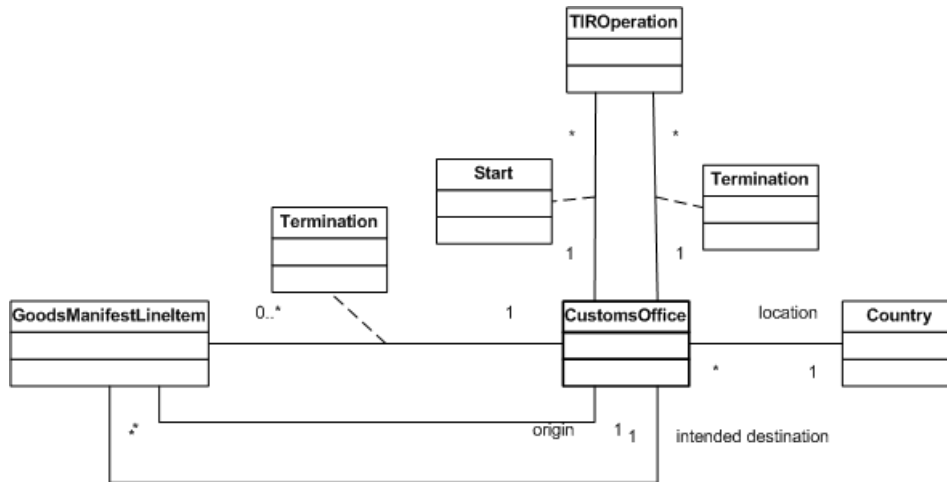 TIROperation
* *
Start
Termination
Termination
1 1
GoodsManifestLineItem
0..*
1
CustomsOffice
location
Country
* 1
**
origin
1 1
intended destination